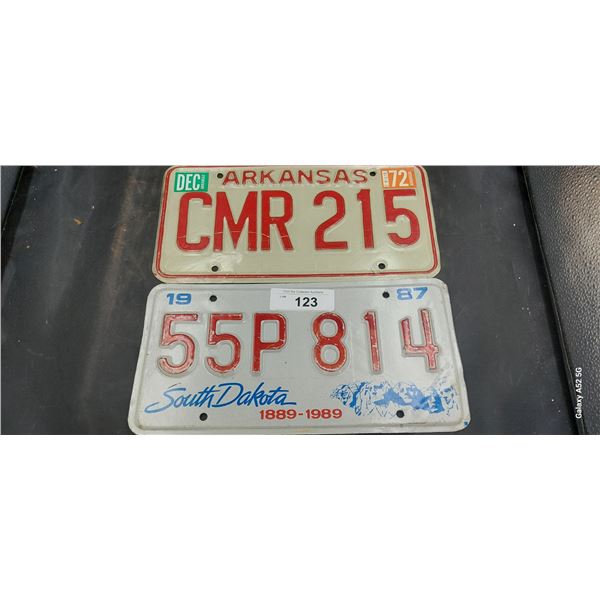 DEC ARKANSAS 72
CMR 215
19 123 87
55P 814
South Dakota
1889-1989
Galaxy A52 5G